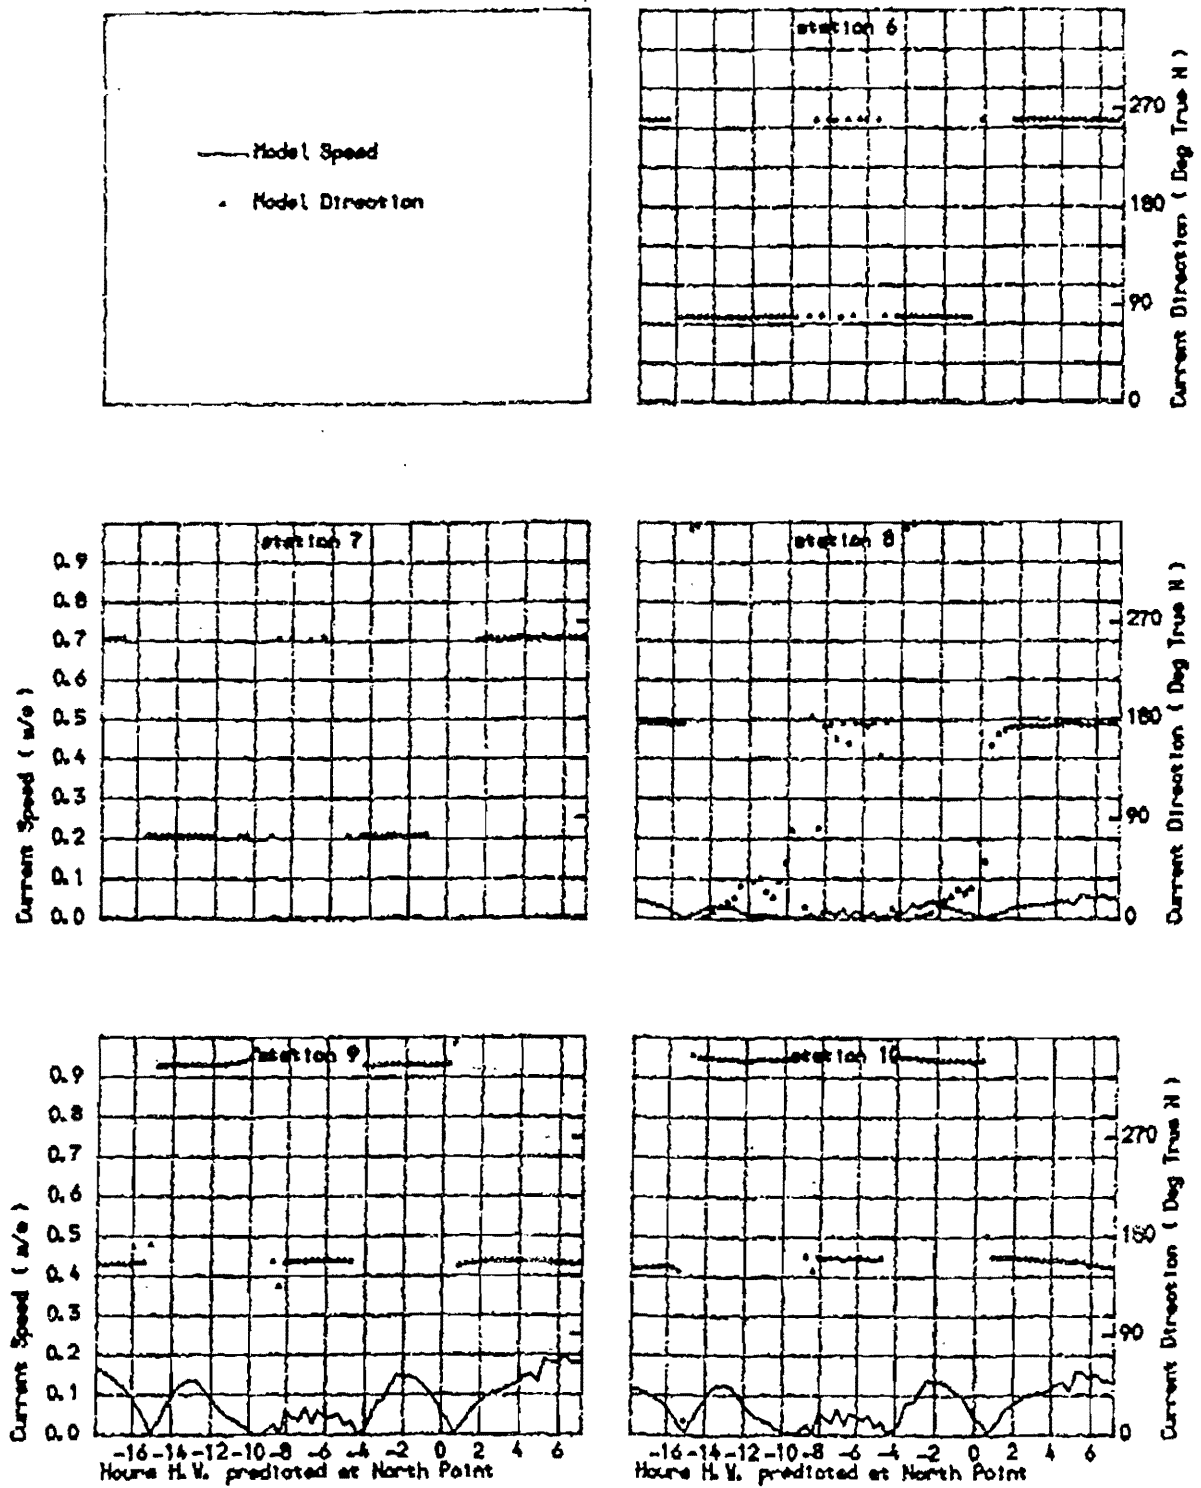 Model Speed
Model Direction
station 6
270
180
90
0
Current Direction ( Deg True N )
station 7
0.9
0.8
0.7
0.6
0.5
0.4
0.3
0.2
0.1
0.0
Current Speed ( m/s )
station 8
270
180
90
0
Current Direction ( Deg True N )
station 9
0.9
0.8
0.7
0.6
0.5
0.4
0.3
0.2
0.1
0.0
Current Speed ( m/s )
-16 -14 -12 -10 -8 -6 -4 -2 0 2 4 6
Hours H.W. predicted at North Point
station 10
270
180
90
0
Current Direction ( Deg True N )
-16 -14 -12 -10 -8 -6 -4 -2 0 2 4 6
Hours H.W. predicted at North Point